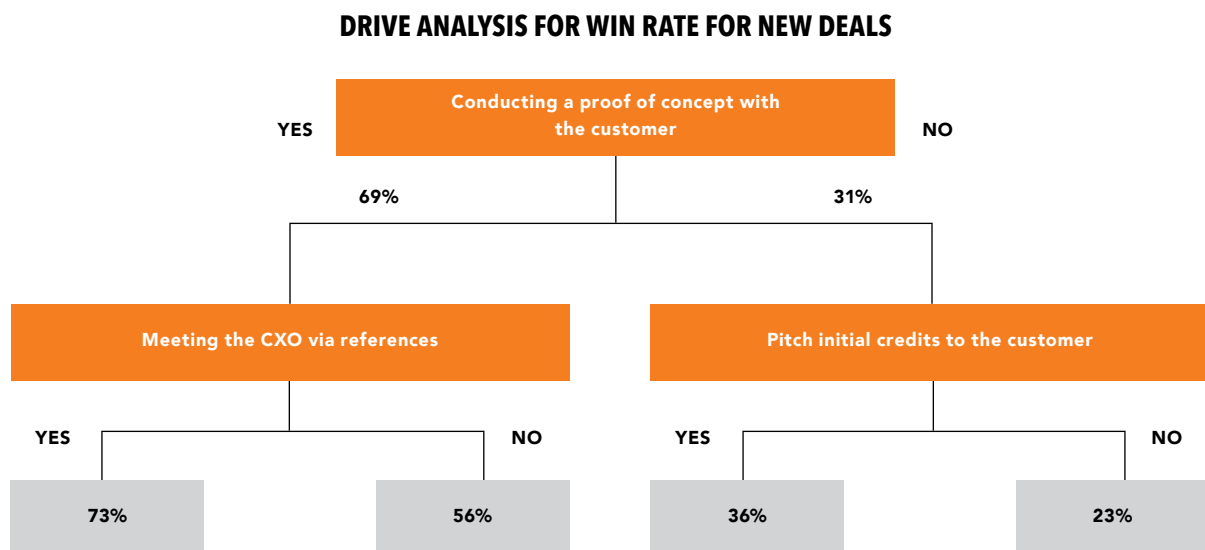 DRIVE ANALYSIS FOR WIN RATE FOR NEW DEALS
Conducting a proof of concept with
the customer
YES
NO
69%
31%
Meeting the CXO via references
Pitch initial credits to the customer
YES
NO
YES
NO
73%
56%
36%
23%